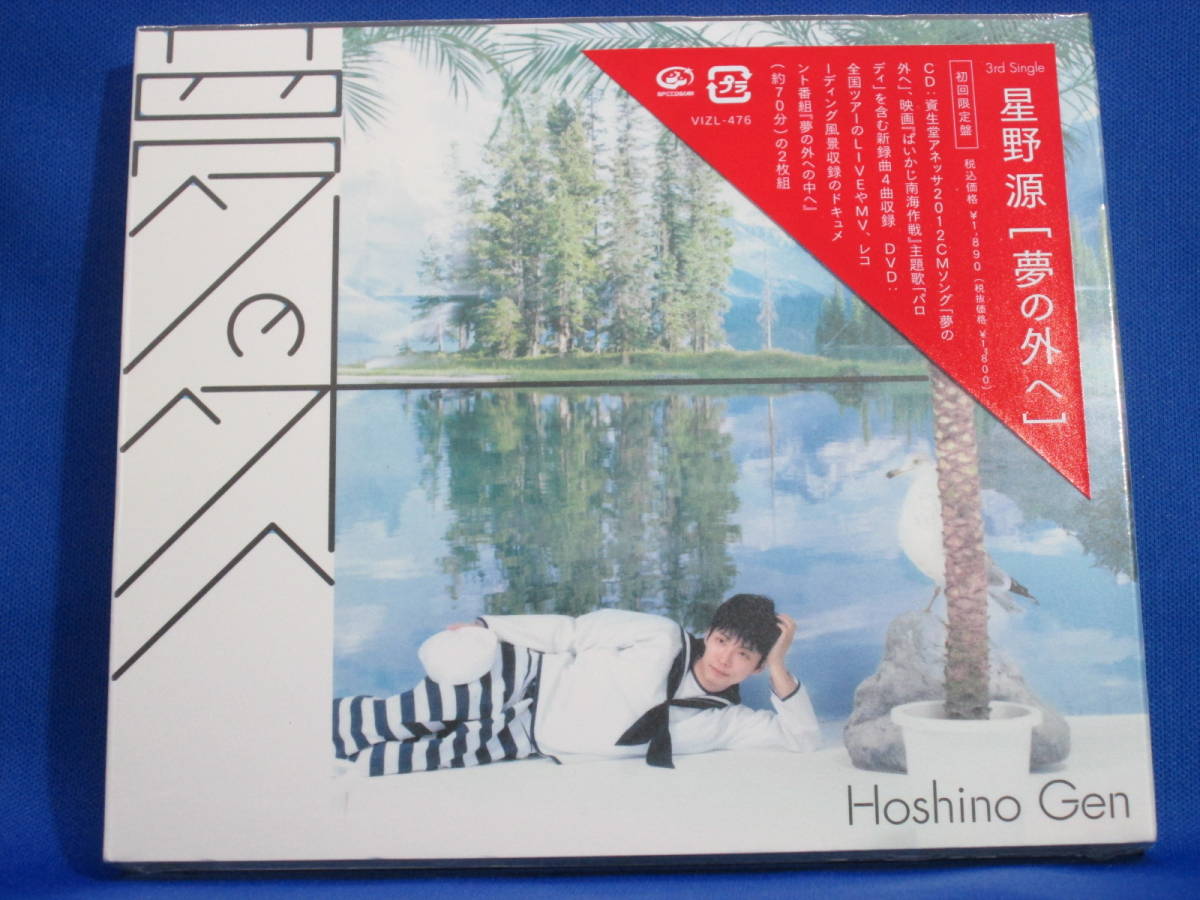 3rd Single
星野 源 [夢の外へ]
初回限定盤
税込価格 ¥1,890 (税抜価格 ¥1,800)
CD:資生堂アネッサ2012CMソング「夢の
外へ」、映画『ぱいかじ南海作戦』主題歌「パロ
ディ」を含む新録曲4曲収録 DVD:
全国ツアーのLIVEやMV、レコ
ーディング風景収録のドキュメ
ント番組『夢の外への中へ』
(約70分)の2枚組
プラ
VIZL-476
Hoshino Gen